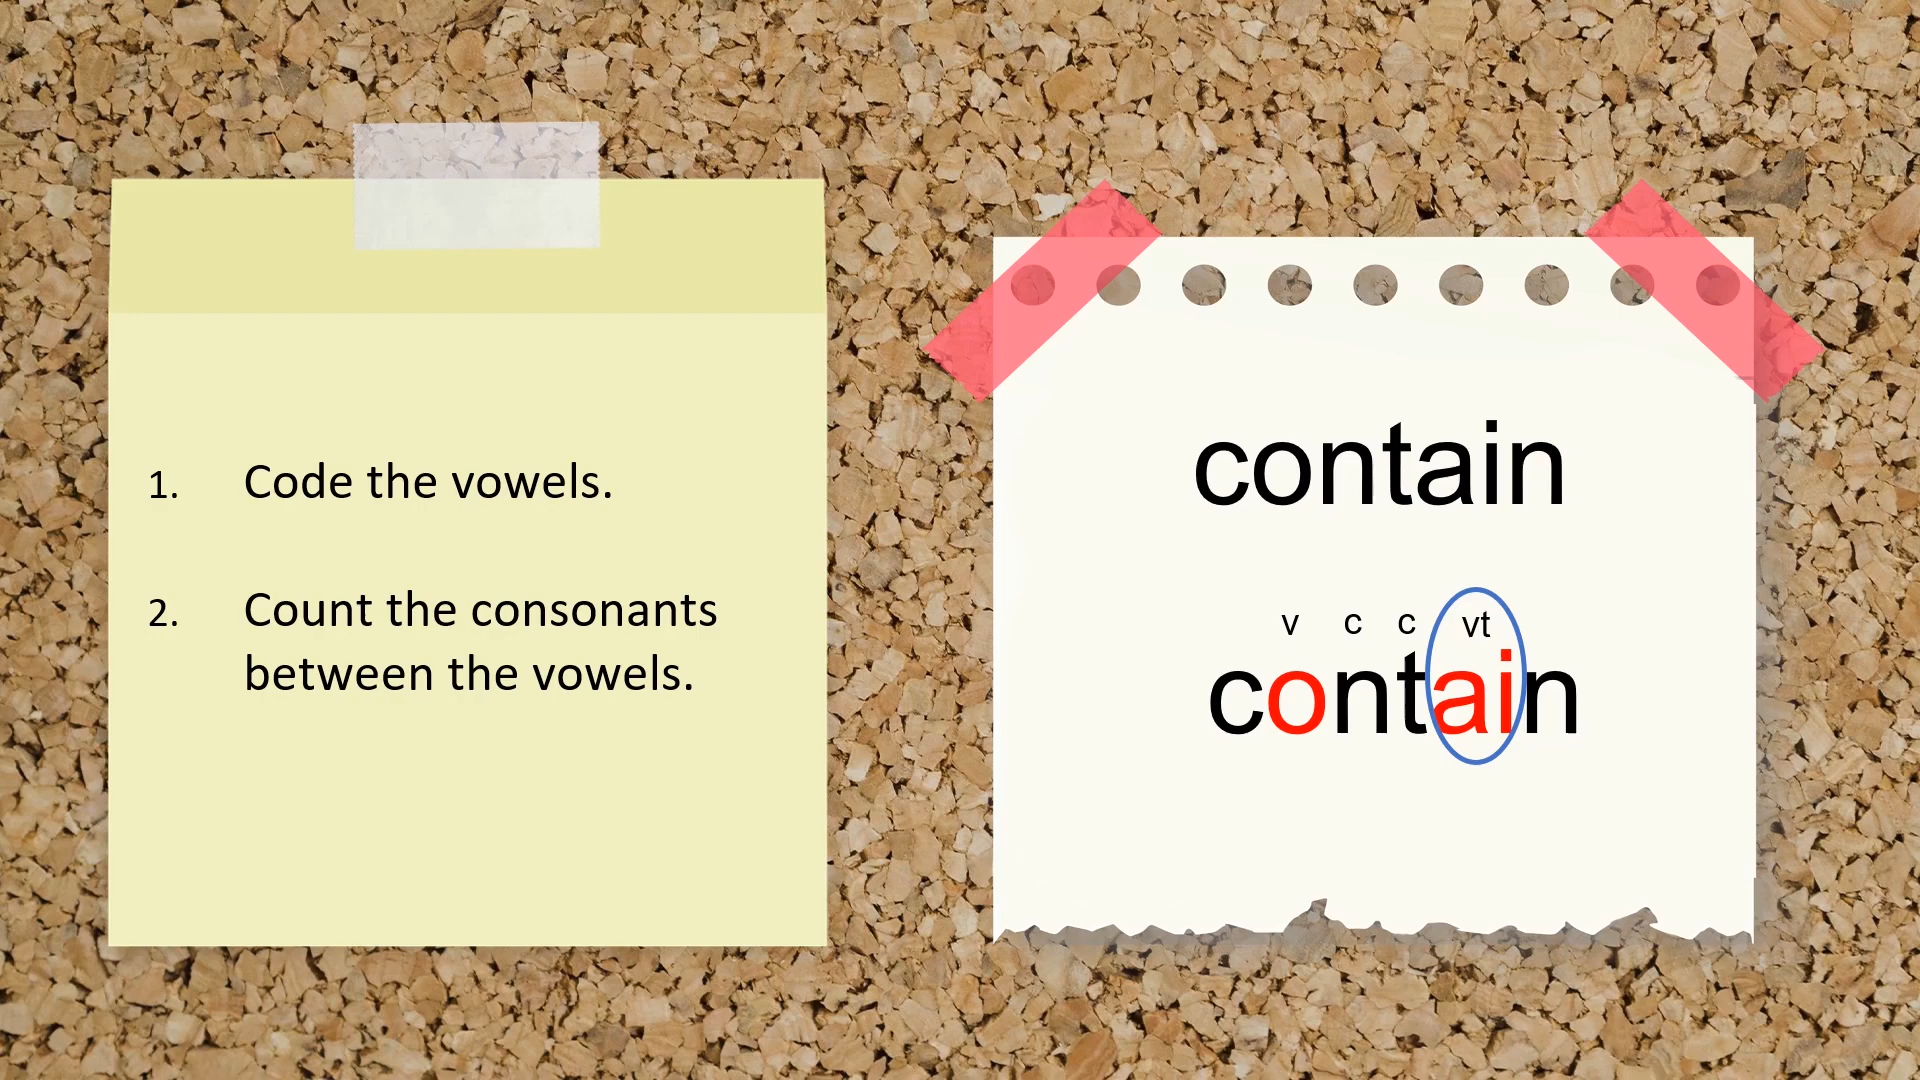 1. Code the vowels.
2. Count the consonants
between the vowels.
contain
v c c vt
contain